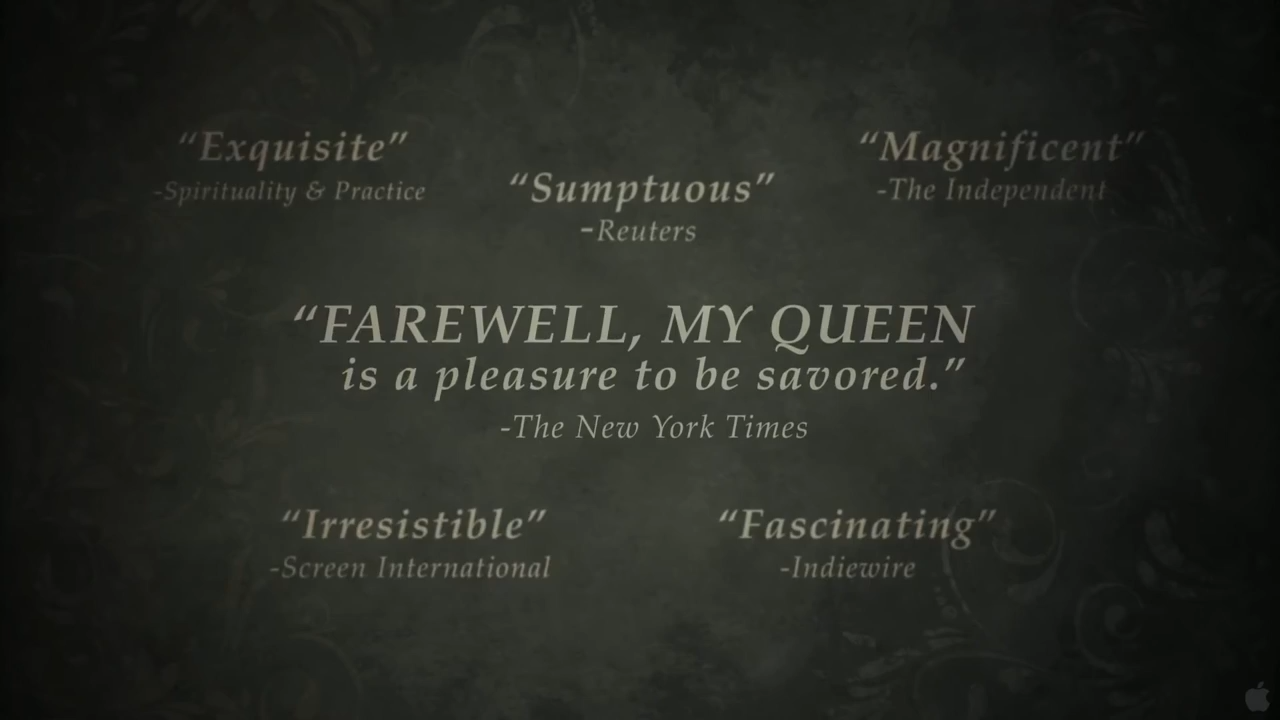 “Exquisite”
-Spirituality & Practice
“Sumptuous”
-Reuters
“Magnificent”
-The Independent
“FAREWELL, MY QUEEN
is a pleasure to be savored.”
-The New York Times
“Irresistible”
-Screen International
“Fascinating”
-Indiewire